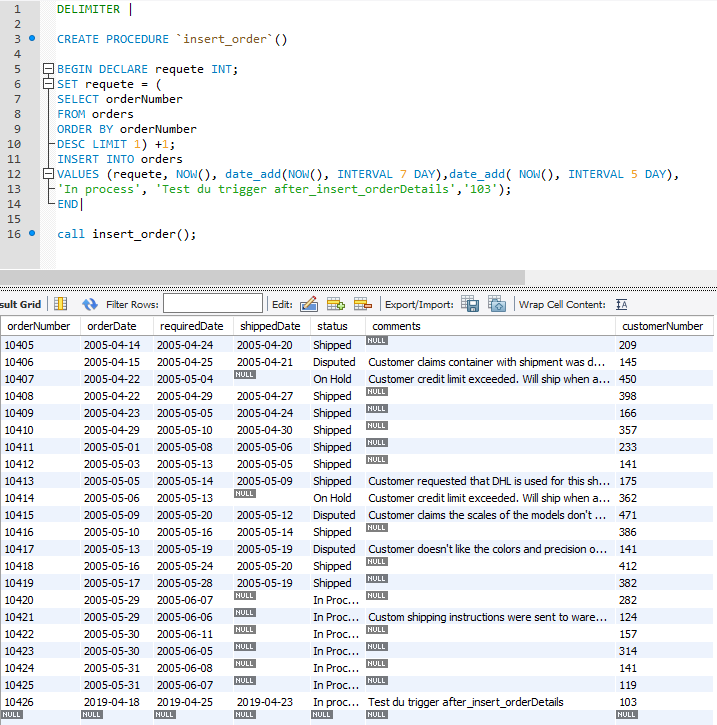 1 DELIMITER |
2
3 CREATE PROCEDURE `insert_order`()
4
5 BEGIN DECLARE requete INT;
6 SET requete = (
7 SELECT orderNumber
8 FROM orders
9 ORDER BY orderNumber
10 DESC LIMIT 1) +1;
11 INSERT INTO orders
12 VALUES (requete, NOW(), date_add(NOW(), INTERVAL 7 DAY),date_add( NOW(), INTERVAL 5 DAY),
13 'In process', 'Test du trigger after_insert_orderDetails','103');
14 END|
15
16 call insert_order();
sult Grid Filter Rows: Edit: Export/Import: Wrap Cell Content: IA
orderNumber orderDate requiredDate shippedDate status comments customerNumber
10405 2005-04-14 2005-04-24 2005-04-20 Shipped NULL 209
10406 2005-04-15 2005-04-25 2005-04-21 Disputed Customer claims container with shipment was d... 145
10407 2005-04-22 2005-05-04 NULL On Hold Customer credit limit exceeded. Will ship when a... 450
10408 2005-04-22 2005-04-29 2005-04-27 Shipped NULL 398
10409 2005-04-23 2005-05-05 2005-04-24 Shipped NULL 166
10410 2005-04-29 2005-05-10 2005-04-30 Shipped NULL 357
10411 2005-05-01 2005-05-08 2005-05-06 Shipped NULL 233
10412 2005-05-03 2005-05-13 2005-05-05 Shipped NULL 141
10413 2005-05-05 2005-05-14 2005-05-09 Shipped Customer requested that DHL is used for this sh... 175
10414 2005-05-06 2005-05-13 NULL On Hold Customer credit limit exceeded. Will ship when a... 362
10415 2005-05-09 2005-05-20 2005-05-12 Disputed Customer claims the scales of the models don't ... 471
10416 2005-05-10 2005-05-16 2005-05-14 Shipped NULL 386
10417 2005-05-13 2005-05-19 2005-05-19 Disputed Customer doesn't like the colors and precision o... 141
10418 2005-05-16 2005-05-24 2005-05-20 Shipped NULL 412
10419 2005-05-17 2005-05-28 2005-05-19 Shipped NULL 382
10420 2005-05-29 2005-06-07 NULL In Proc... NULL 282
10421 2005-05-29 2005-06-06 NULL In Proc... Custom shipping instructions were sent to ware... 124
10422 2005-05-30 2005-06-11 NULL In Proc... NULL 157
10423 2005-05-30 2005-06-05 NULL In Proc... NULL 314
10424 2005-05-31 2005-06-08 NULL In Proc... NULL 141
10425 2005-05-31 2005-06-07 NULL In Proc... NULL 119
10426 2019-04-18 2019-04-25 2019-04-23 In proc... Test du trigger after_insert_orderDetails 103
NULL NULL NULL NULL NULL NULL NULL